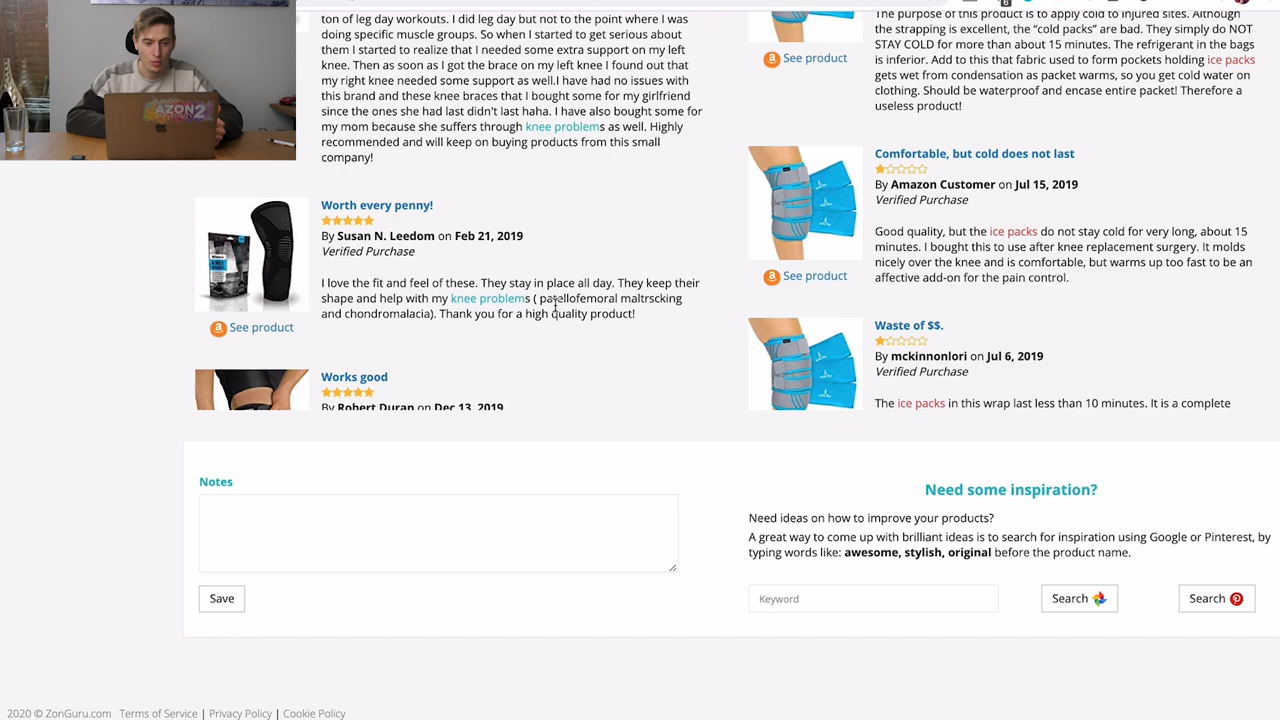 ton of leg day workouts. I did leg day but not to the point where I was
doing specific muscle groups. So when I started to get serious about
them I started to realize that I needed some extra support on my left
knee. Then as soon as I got the brace on my left knee I found out that
my right knee needed some support as well.I have had no issues with
this brand and these knee braces that I bought some for my girlfriend
since the ones she had last didn't last haha. I have also bought some for
my mom because she suffers through knee problems as well. Highly
recommended and will keep on buying products from this small
company!
Worth every penny!
By Susan N. Leedom on Feb 21, 2019
Verified Purchase
I love the fit and feel of these. They stay in place all day. They keep their
shape and help with my knee problems ( patellofemoral maltrscking
and chondromalacia). Thank you for a high quality product!
See product
Works good
By Robert Duran on Dec 13, 2019
The purpose of this product is to apply cold to injured sites. Although
the strapping is excellent, the “cold packs” are bad. They simply do NOT
STAY COLD for more than about 15 minutes. The refrigerant in the bags
is inferior. Add to this that fabric used to form pockets holding ice packs
gets wet from condensation as packet warms, so you get cold water on
clothing. Should be waterproof and encase entire packet! Therefore a
useless product!
See product
Comfortable, but cold does not last
By Amazon Customer on Jul 15, 2019
Verified Purchase
Good quality, but the ice packs do not stay cold for very long, about 15
minutes. I bought this to use after knee replacement surgery. It molds
nicely over the knee and is comfortable, but warms up too fast to be an
affective add-on for the pain control.
See product
Waste of $$.
By mckinnonlori on Jul 6, 2019
Verified Purchase
The ice packs in this wrap last less than 10 minutes. It is a complete
Notes
Save
Need some inspiration?
Need ideas on how to improve your products?
A great way to come up with brilliant ideas is to search for inspiration using Google or Pinterest, by
typing words like: awesome, stylish, original before the product name.
Keyword
Search
Search
2020 © ZonGuru.com Terms of Service | Privacy Policy | Cookie Policy